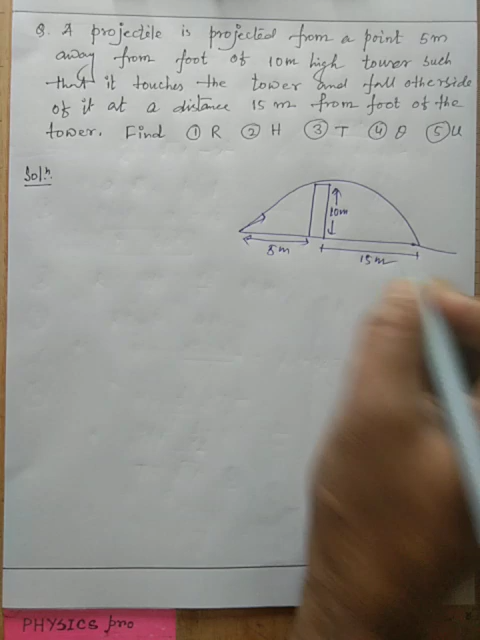 Q. A projectile is projected from a point 5m
away from foot of 10m high tower such
that it touches the tower and fall otherside
of it at a distance 15 m from foot of the
tower. Find ① R ② H ③ T ④ θ ⑤ U
Solⁿ.
10m
5m
15m
PHYSICS pro